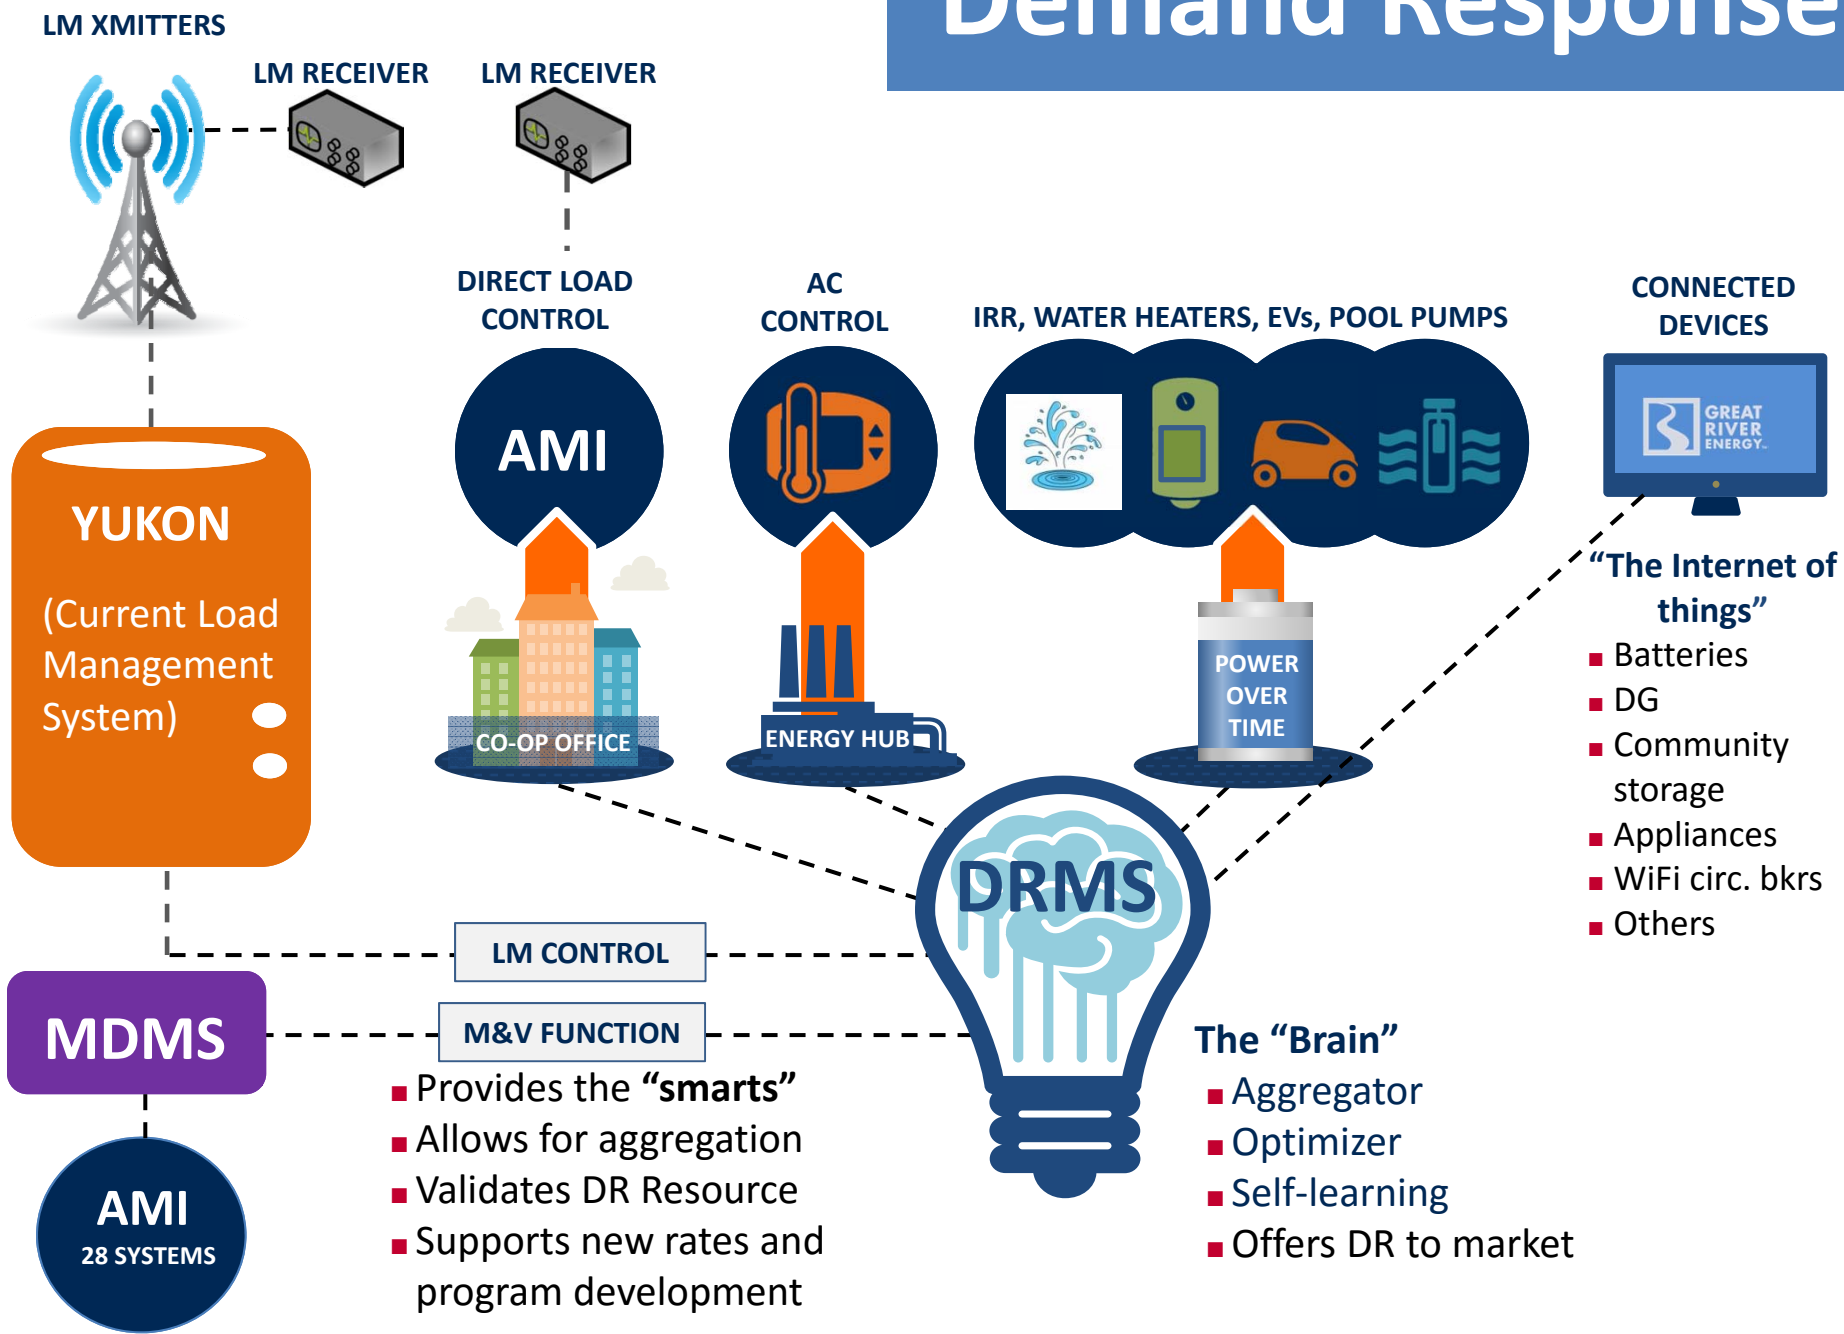 Demand Response
LM XMITTERS
LM RECEIVER
LM RECEIVER
DIRECT LOAD
CONTROL
AC
CONTROL
IRR, WATER HEATERS, EVs, POOL PUMPS
CONNECTED
DEVICES
AMI
GREAT
RIVER
ENERGY™
YUKON
(Current Load
Management
System)
CO-OP OFFICE
ENERGY HUB
POWER
OVER
TIME
“The Internet of
things”
■ Batteries
■ DG
■ Community
storage
■ Appliances
■ WiFi circ. bkrs
■ Others
DRMS
LM CONTROL
MDMS
M&V FUNCTION
■ Provides the “smarts”
■ Allows for aggregation
■ Validates DR Resource
■ Supports new rates and
program development
The “Brain”
■ Aggregator
■ Optimizer
■ Self-learning
■ Offers DR to market
AMI
28 SYSTEMS